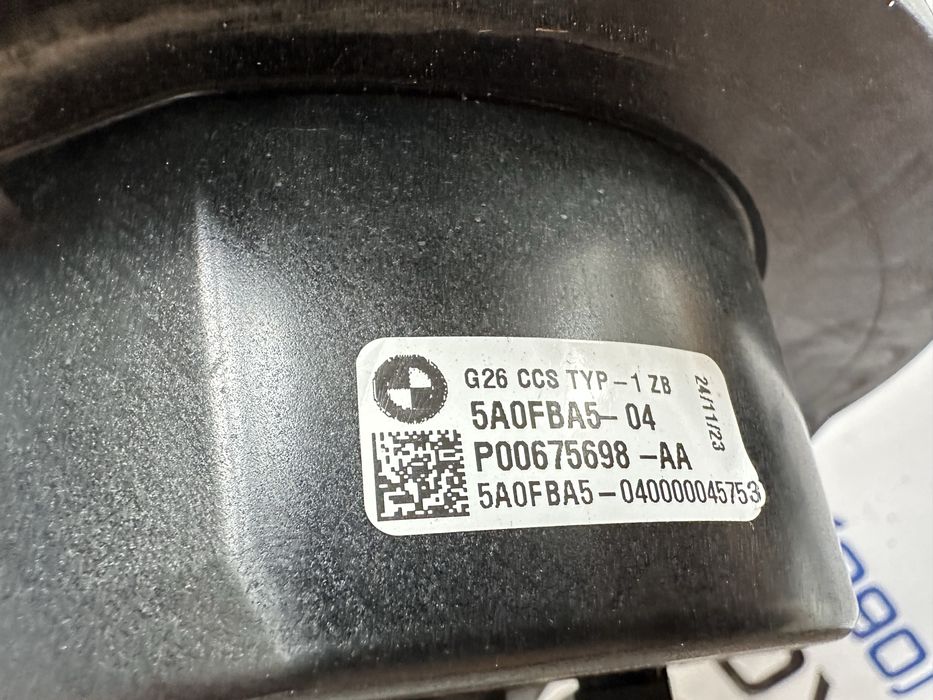 G26 CCS TYP-1 ZB
5A0FBA5-04
P00675698-AA
5A0FBA5-040000045753
24/11/23